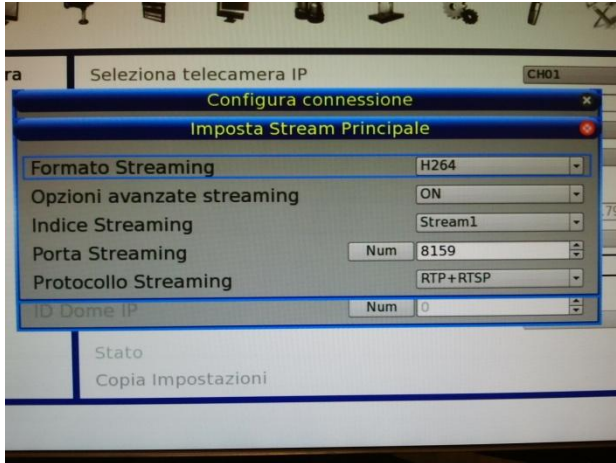 ra
Seleziona telecamera IP CH01
Configura connessione
Imposta Stream Principale
Formato Streaming H264
Opzioni avanzate streaming ON
Indice Streaming Stream1
Porta Streaming Num 8159
Protocollo Streaming RTP+RTSP
ID Dome IP Num 0
Stato
Copia Impostazioni